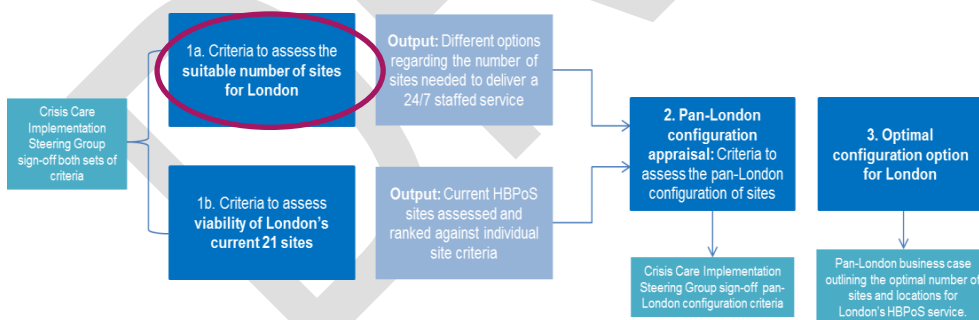 Crisis Care
Implementation
Steering Group
sign-off both sets of
criteria
1a. Criteria to assess the
suitable number of sites
for London
Output: Different options
regarding the number of
sites needed to deliver a
24/7 staffed service
1b. Criteria to assess
viability of London's
current 21 sites
Output: Current HBPoS
sites assessed and
ranked against individual
site criteria
2. Pan-London
configuration
appraisal: Criteria to
assess the pan-London
configuration of sites
Crisis Care Implementation
Steering Group sign-off pan-
London configuration criteria
3. Optimal
configuration option
for London
Pan-London business case
outlining the optimal number of
sites and locations for
London's HBPoS service.